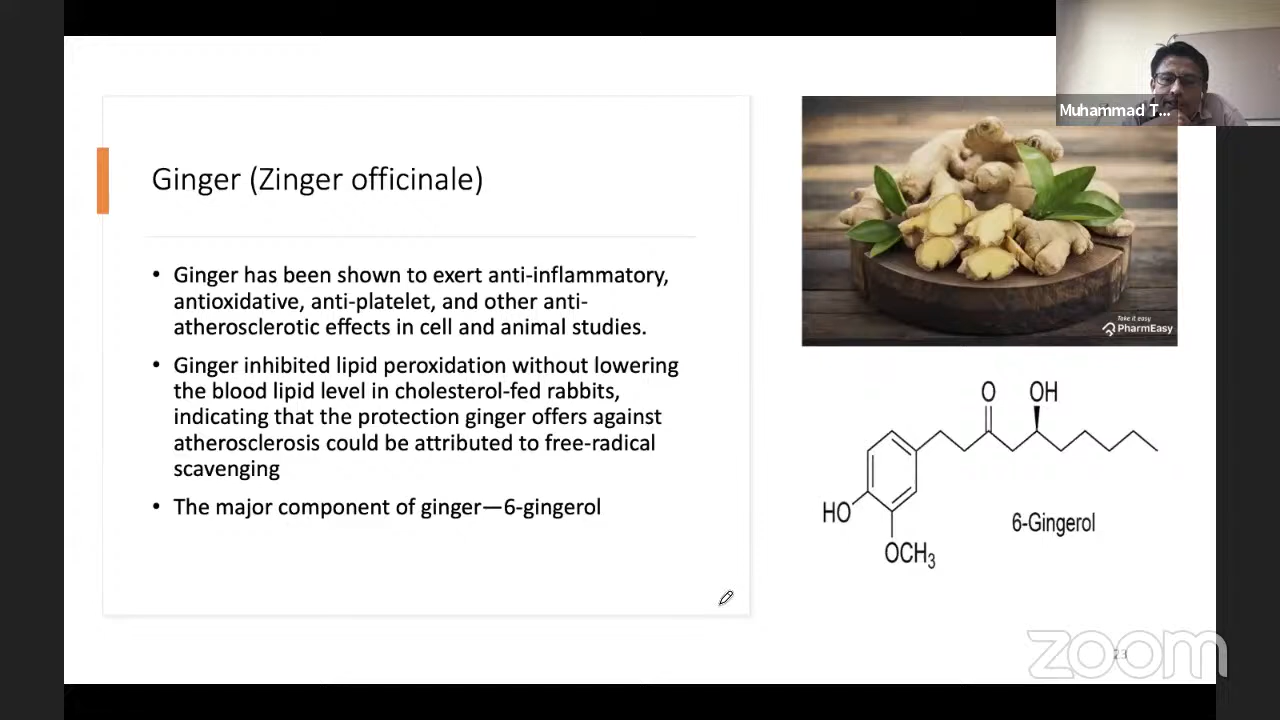 Muhammad T...
Ginger (Zinger officinale)
• Ginger has been shown to exert anti-inflammatory,
antioxidative, anti-platelet, and other anti-
atherosclerotic effects in cell and animal studies.
• Ginger inhibited lipid peroxidation without lowering
the blood lipid level in cholesterol-fed rabbits,
indicating that the protection ginger offers against
atherosclerosis could be attributed to free-radical
scavenging
• The major component of ginger—6-gingerol
Take it easy
PharmEasy
O
OH
HO
OCH₃
6-Gingerol
zoom
23